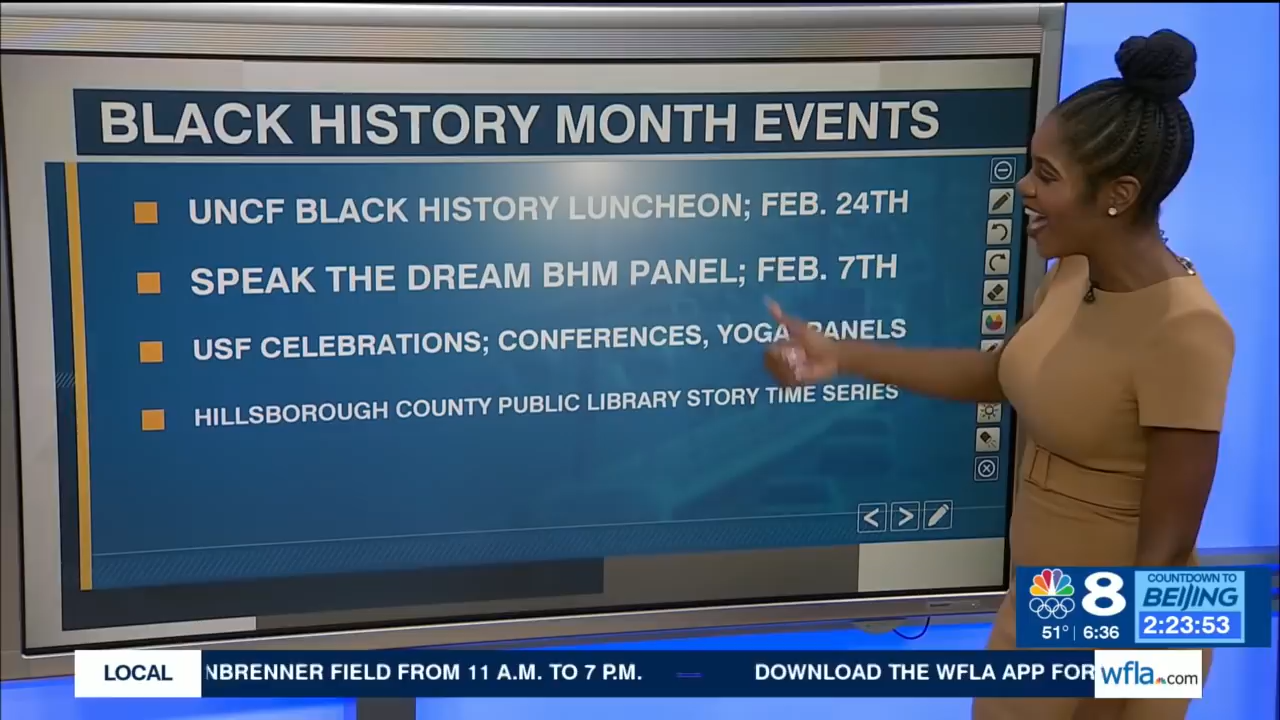 BLACK HISTORY MONTH EVENTS
UNCF BLACK HISTORY LUNCHEON; FEB. 24TH
SPEAK THE DREAM BHM PANEL; FEB. 7TH
USF CELEBRATIONS; CONFERENCES, YOGA, PANELS
HILLSBOROUGH COUNTY PUBLIC LIBRARY STORY TIME SERIES
8
COUNTDOWN TO
BEIJING
51° | 6:36
2:23:53
LOCAL
NBRENNER FIELD FROM 11 A.M. TO 7 P.M.
DOWNLOAD THE WFLA APP FOR
wfla.com